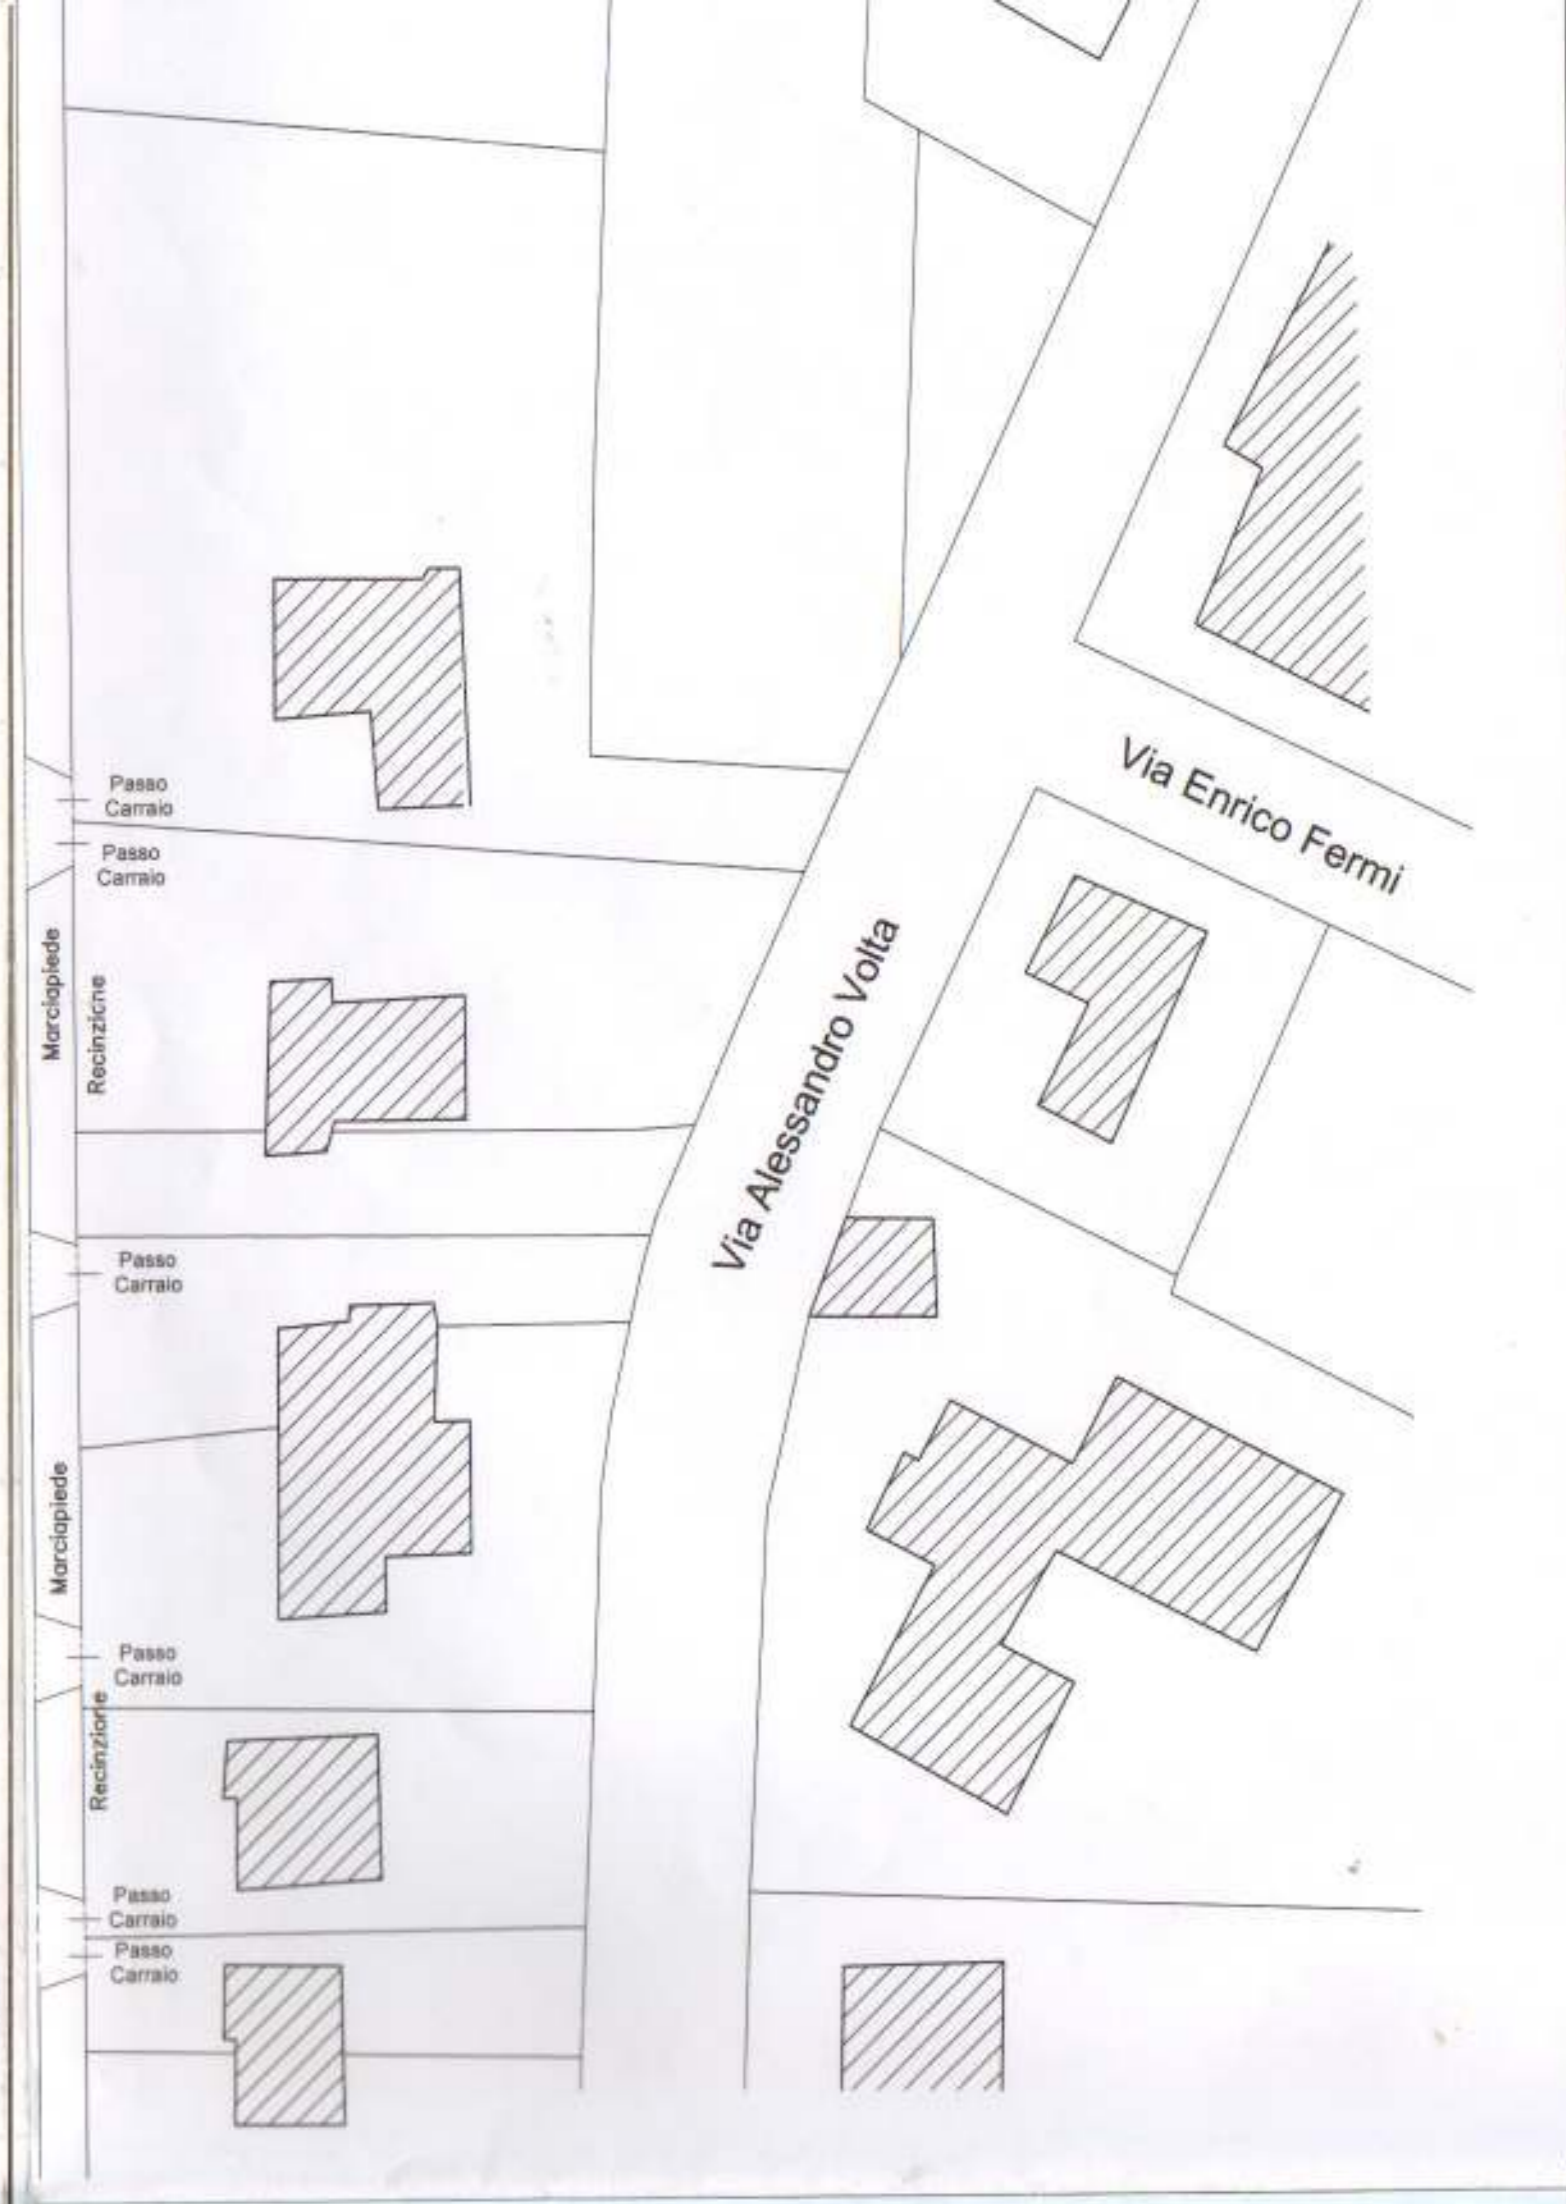 Passo
Carraio
Passo
Carraio
Via Enrico Fermi
Marciapiede
Recinzione
Via Alessandro Volta
Passo
Carraio
Marciapiede
Passo
Carraio
Recinzione
Passo
Carraio
Passo
Carraio